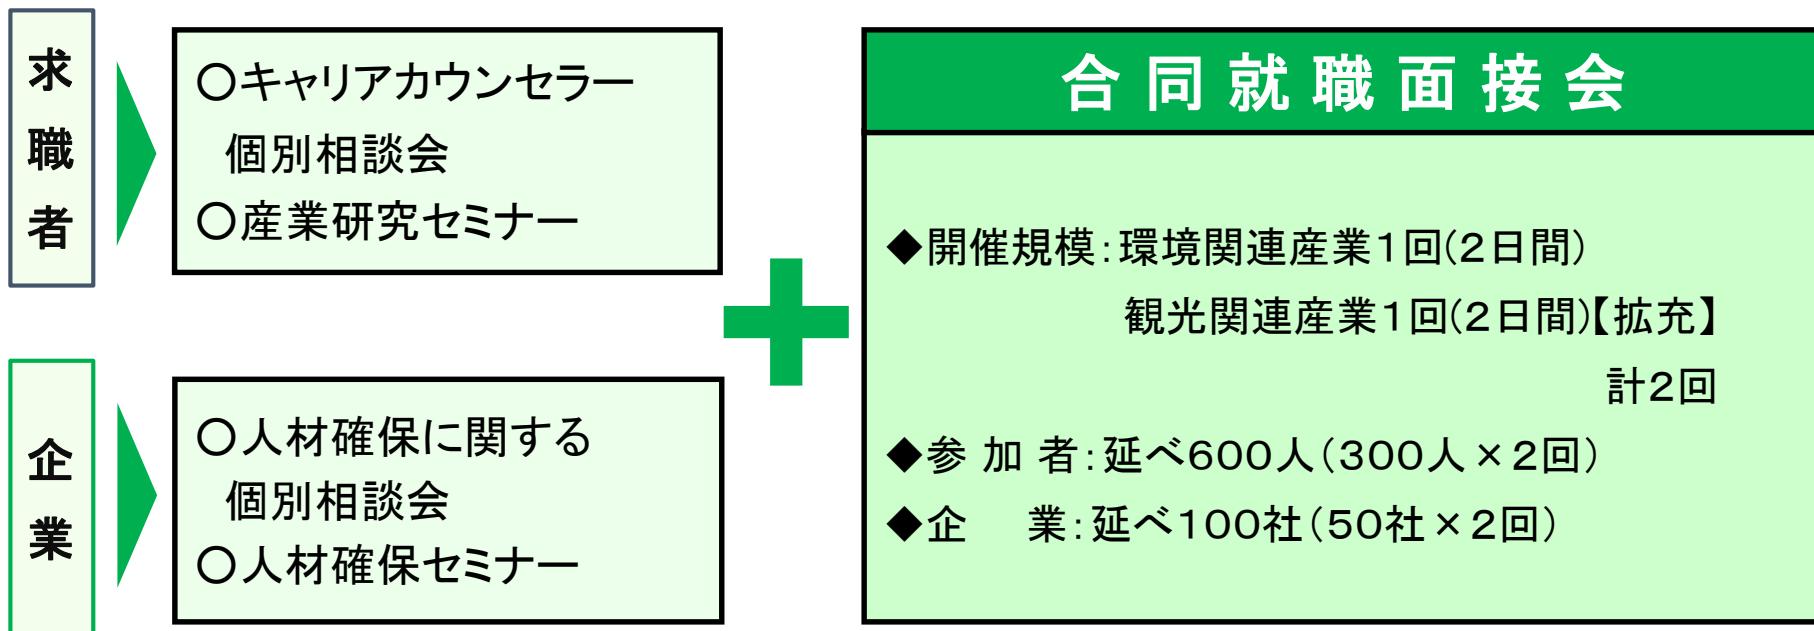 求職者
〇キャリアカウンセラー
個別相談会
〇産業研究セミナー
企業
〇人材確保に関する
個別相談会
〇人材確保セミナー
合同就職面接会
◆開催規模：環境関連産業１回(２日間)
観光関連産業１回(２日間)【拡充】
計２回
◆参 加 者：延べ６００人（３００人×２回）
◆企　　業：延べ１００社（５０社×２回）